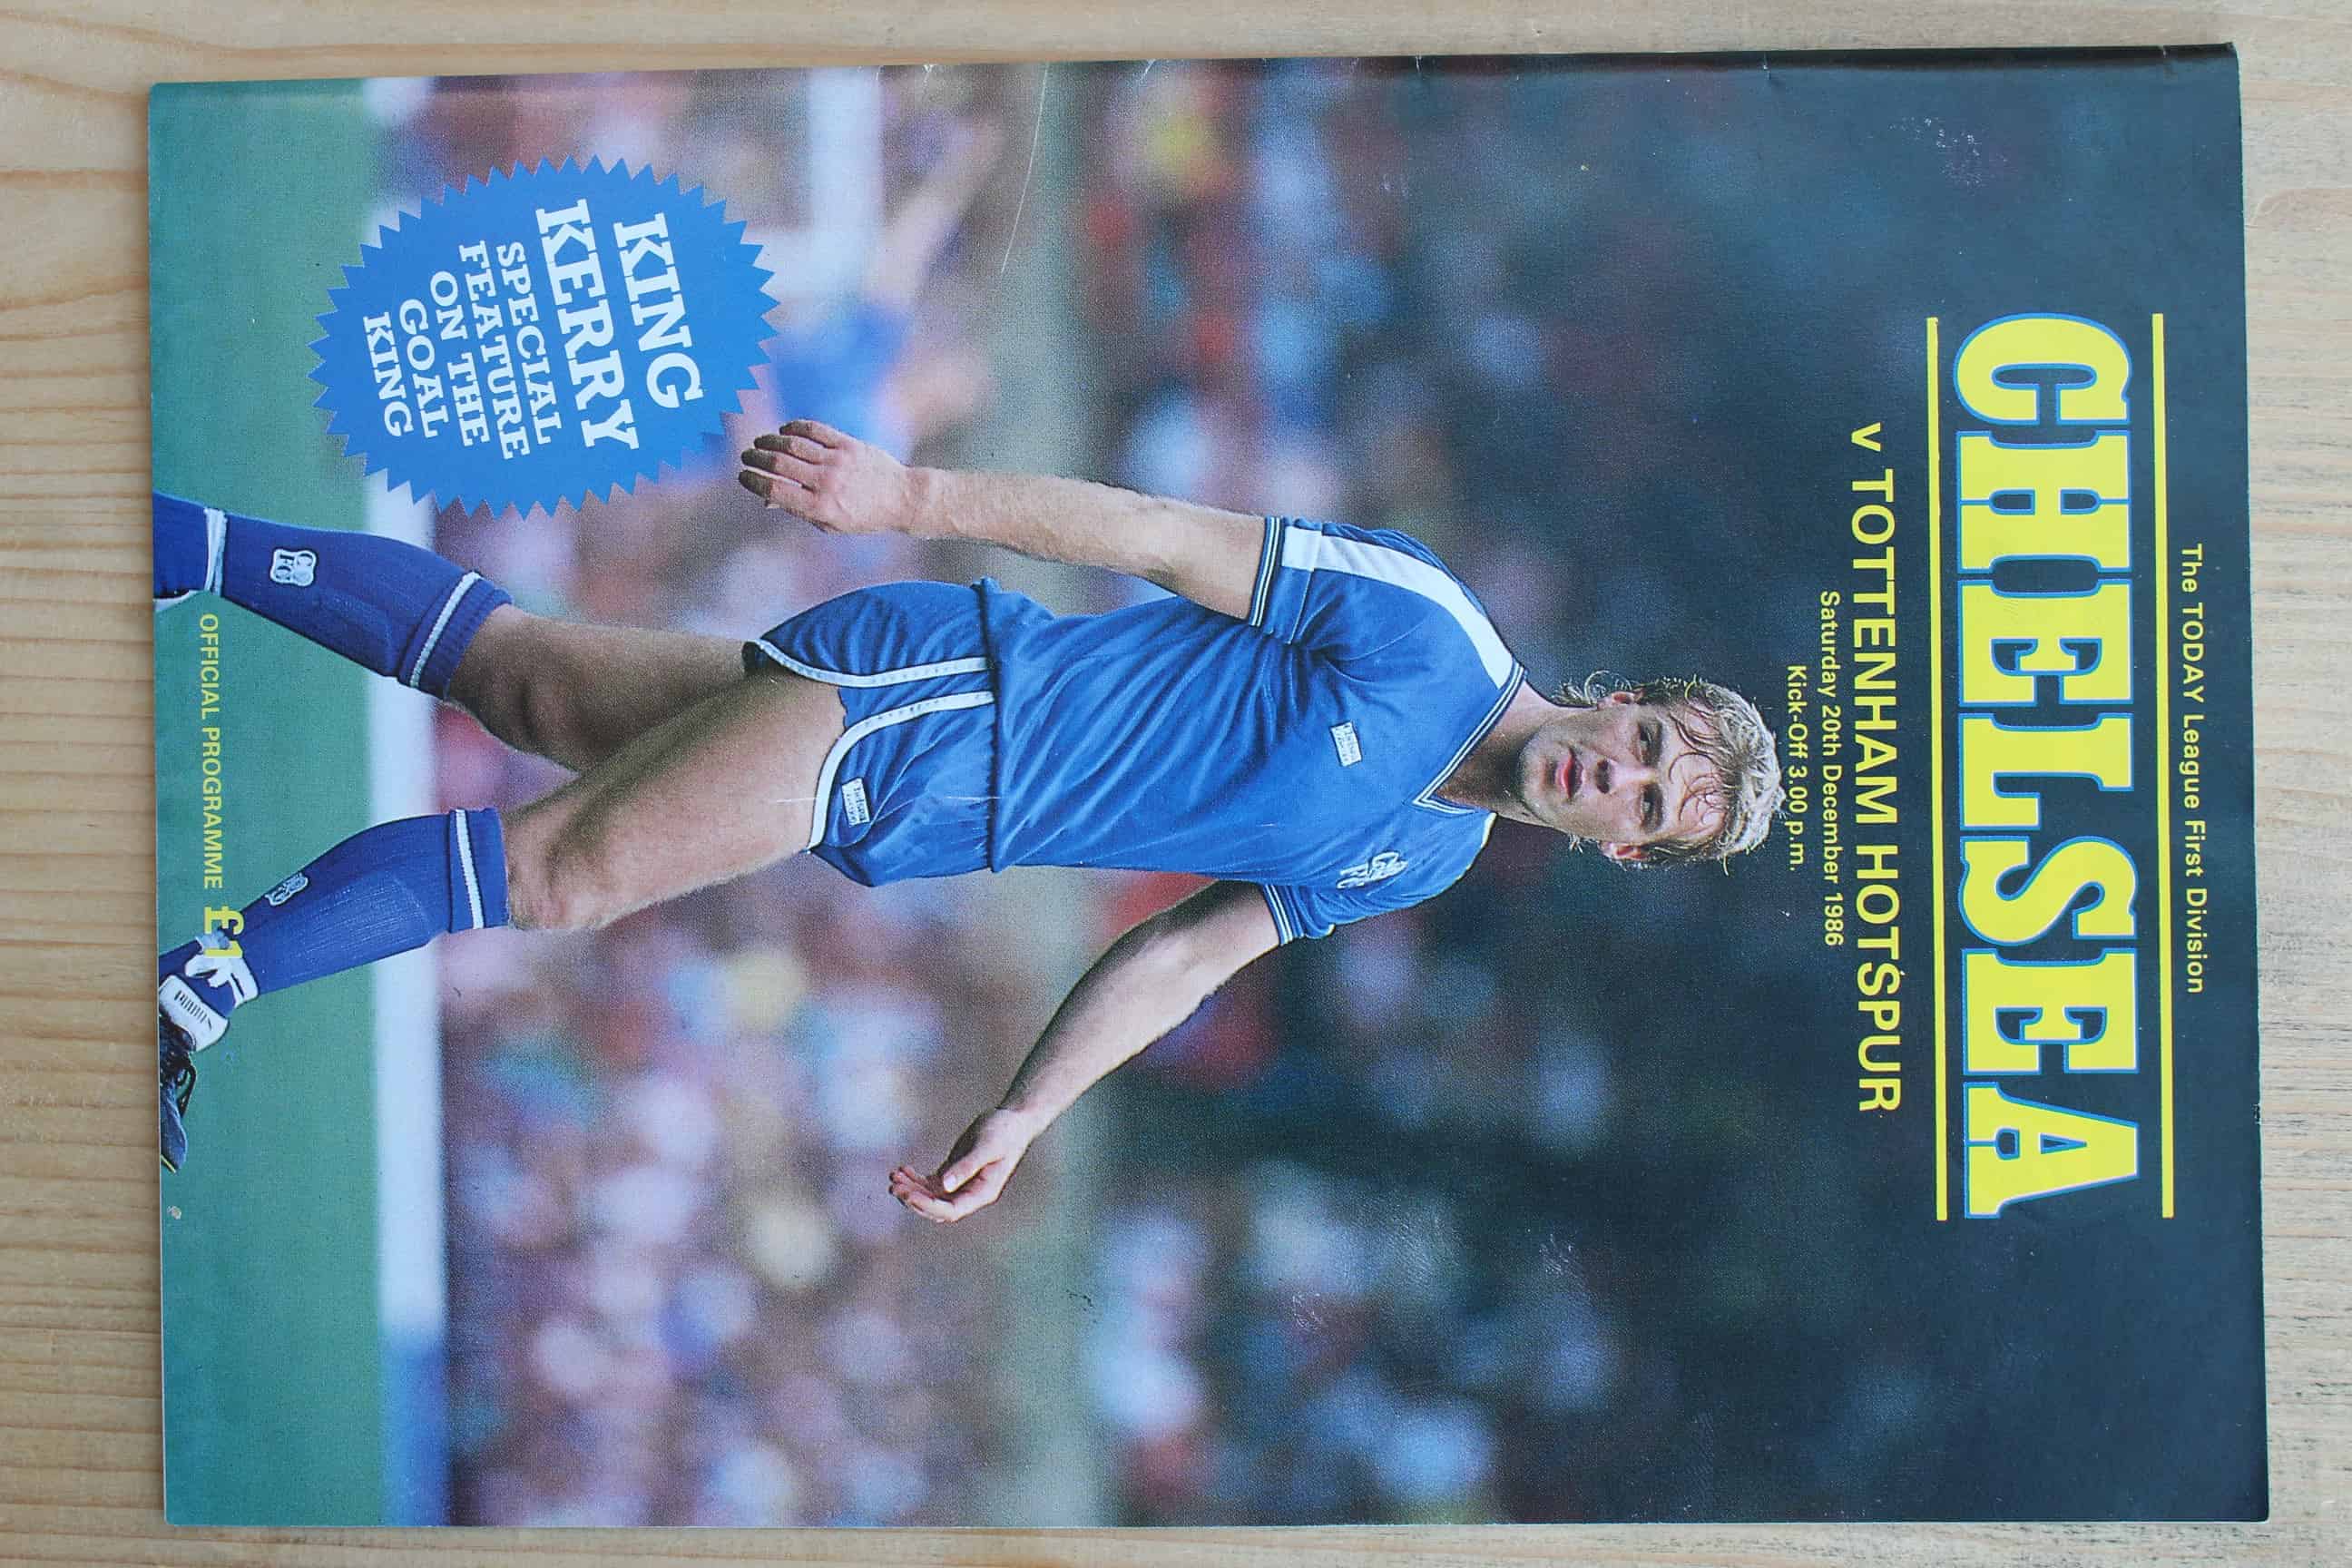 The TODAY League First Division
CHELSEA
v TOTTENHAM HOTSPUR
Saturday 20th December 1986
Kick-Off 3.00 p.m.
KING
KERRY
SPECIAL
FEATURE
ON THE
GOAL
KING
OFFICIAL PROGRAMME £1